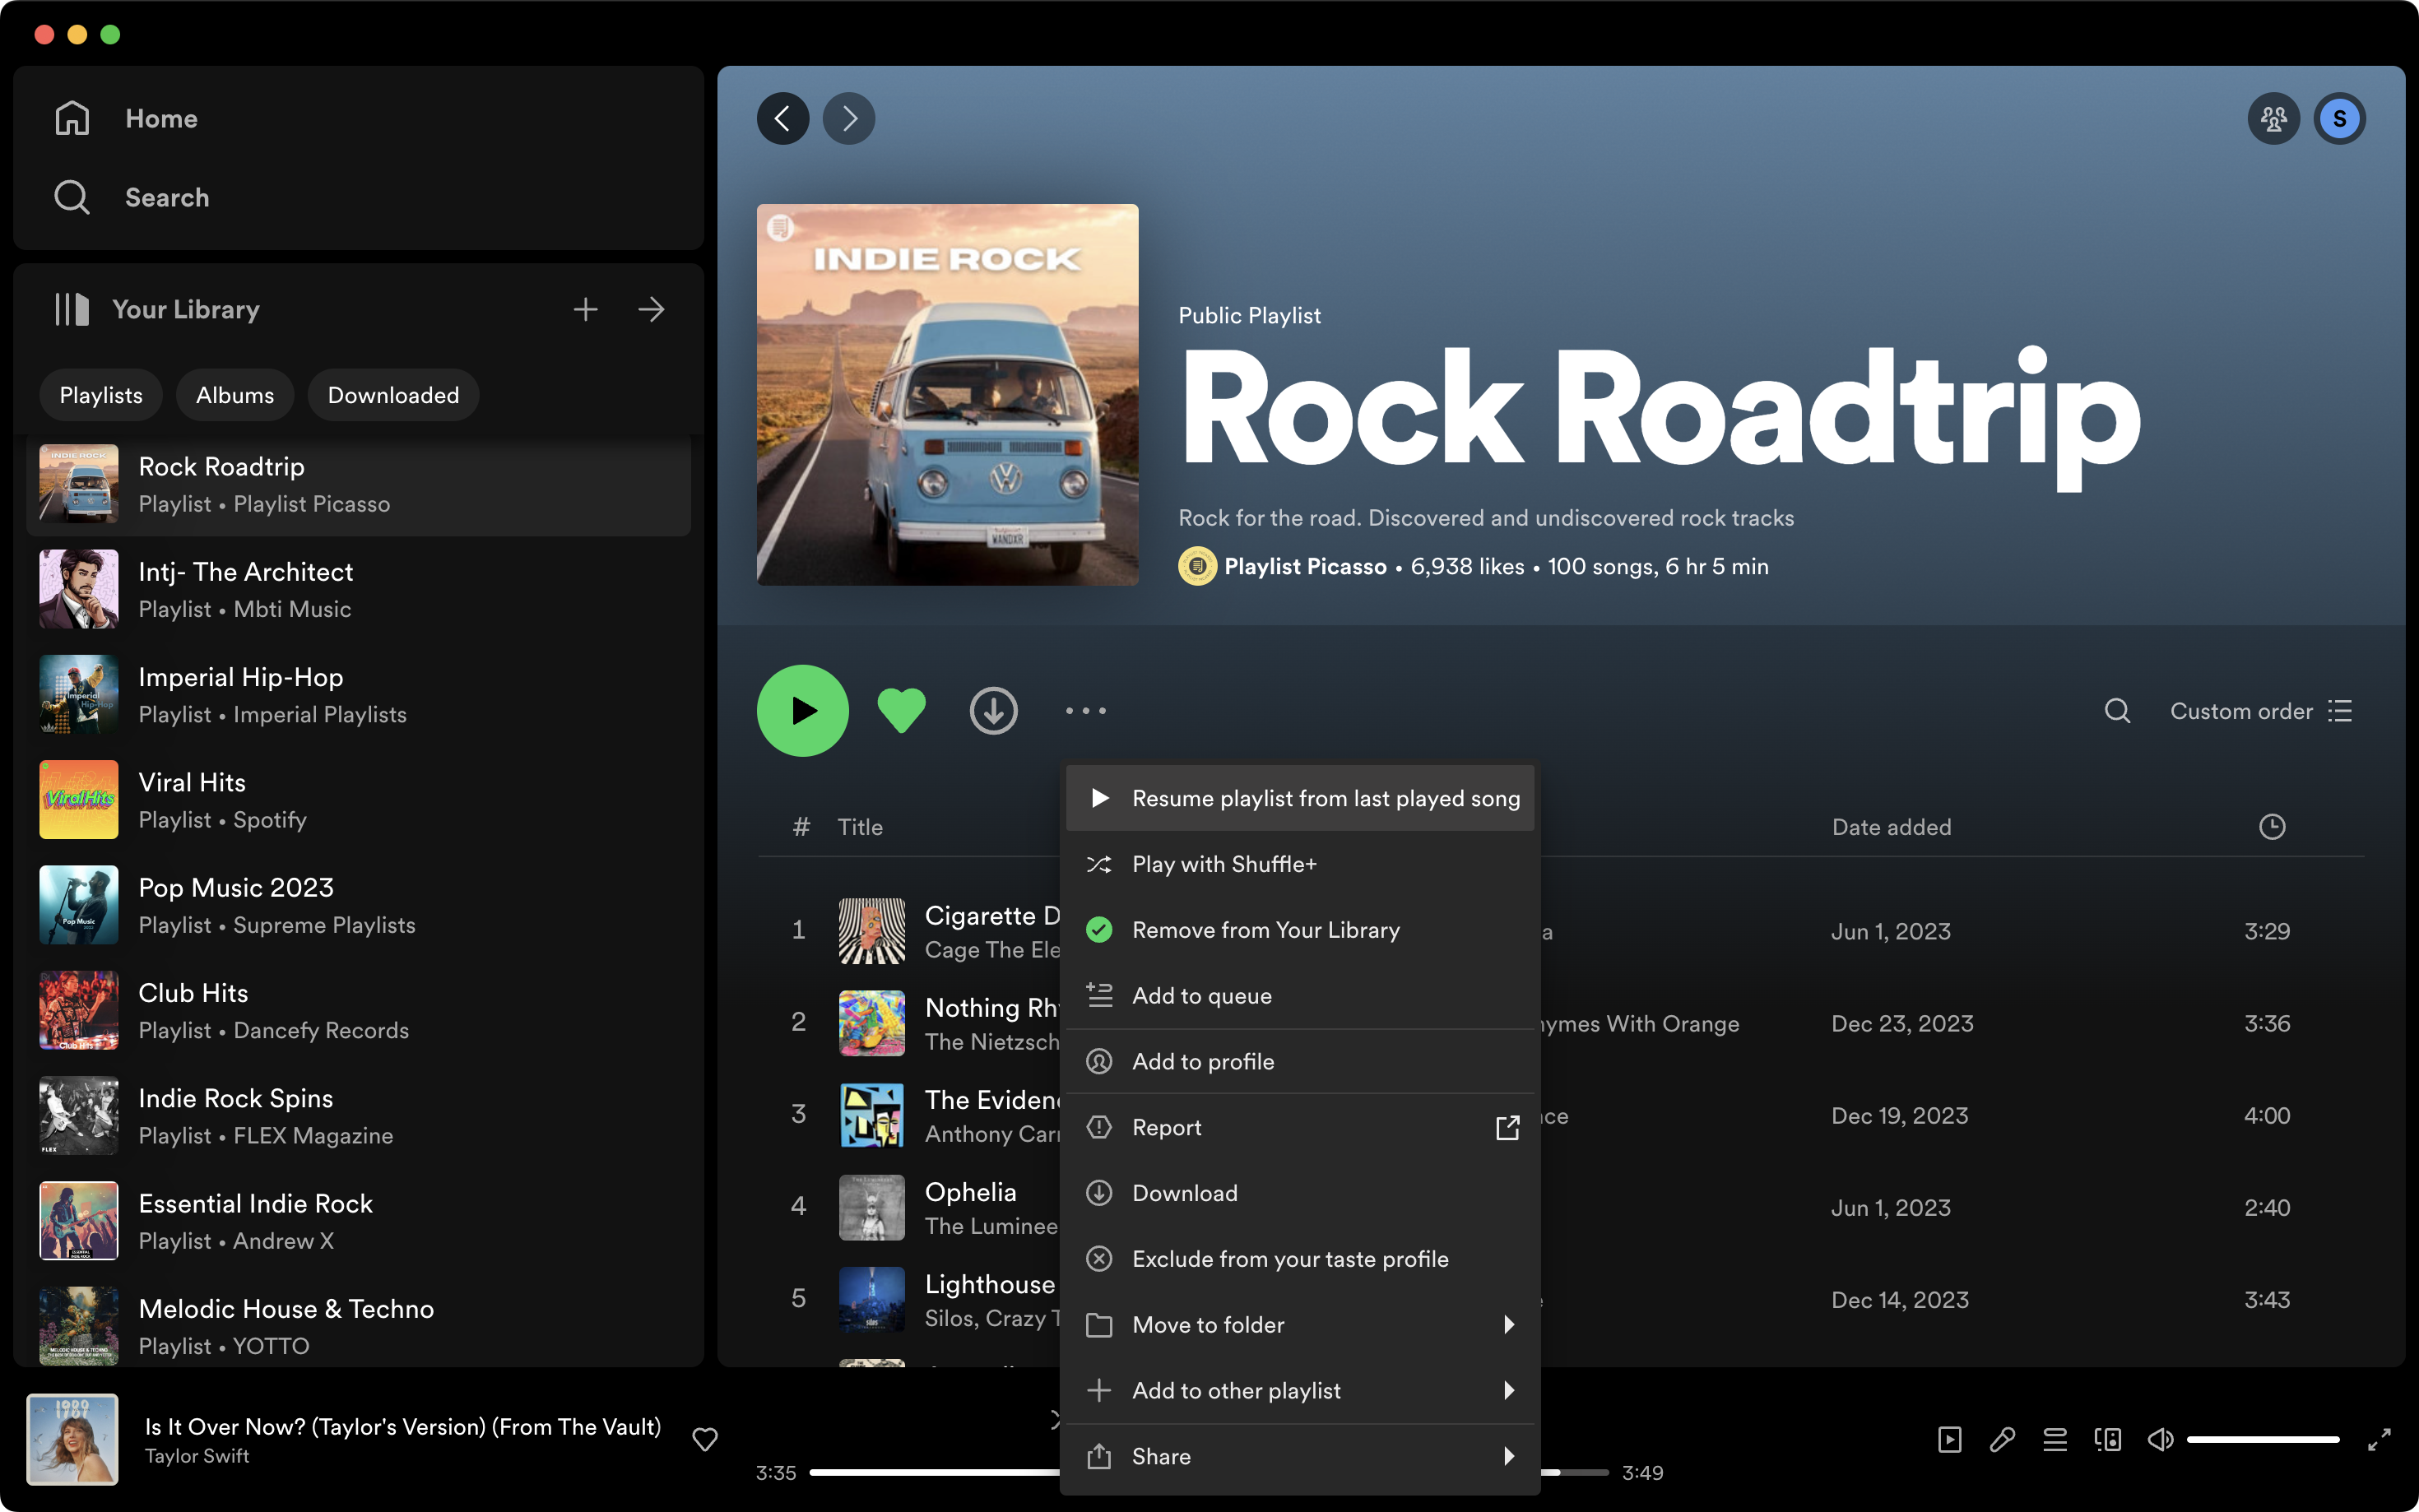 Home
Search
Your Library
Playlists
Albums
Downloaded
Rock Roadtrip
Playlist • Playlist Picasso
Intj- The Architect
Playlist • Mbti Music
Imperial Hip-Hop
Playlist • Imperial Playlists
Viral Hits
Playlist • Spotify
Pop Music 2023
Playlist • Supreme Playlists
Club Hits
Playlist • Dancefy Records
Indie Rock Spins
Playlist • FLEX Magazine
Essential Indie Rock
Playlist • Andrew X
Melodic House & Techno
Playlist • YOTTO
S
INDIE ROCK
WANDXR
Public Playlist
Rock Roadtrip
Rock for the road. Discovered and undiscovered rock tracks
Playlist Picasso • 6,938 likes • 100 songs, 6 hr 5 min
Custom order
# Title
Date added
1 Cigarette D
Cage The Ele
a
Jun 1, 2023
3:29
2 Nothing Rh
The Nietzsch
ymes With Orange
Dec 23, 2023
3:36
3 The Eviden
Anthony Car
ce
Dec 19, 2023
4:00
4 Ophelia
The Luminee
Jun 1, 2023
2:40
5 Lighthouse
Silos, Crazy T
Dec 14, 2023
3:43
Resume playlist from last played song
Play with Shuffle+
Remove from Your Library
Add to queue
Add to profile
Report
Download
Exclude from your taste profile
Move to folder
Add to other playlist
Share
1989
Is It Over Now? (Taylor's Version) (From The Vault)
Taylor Swift
3:35
3:49